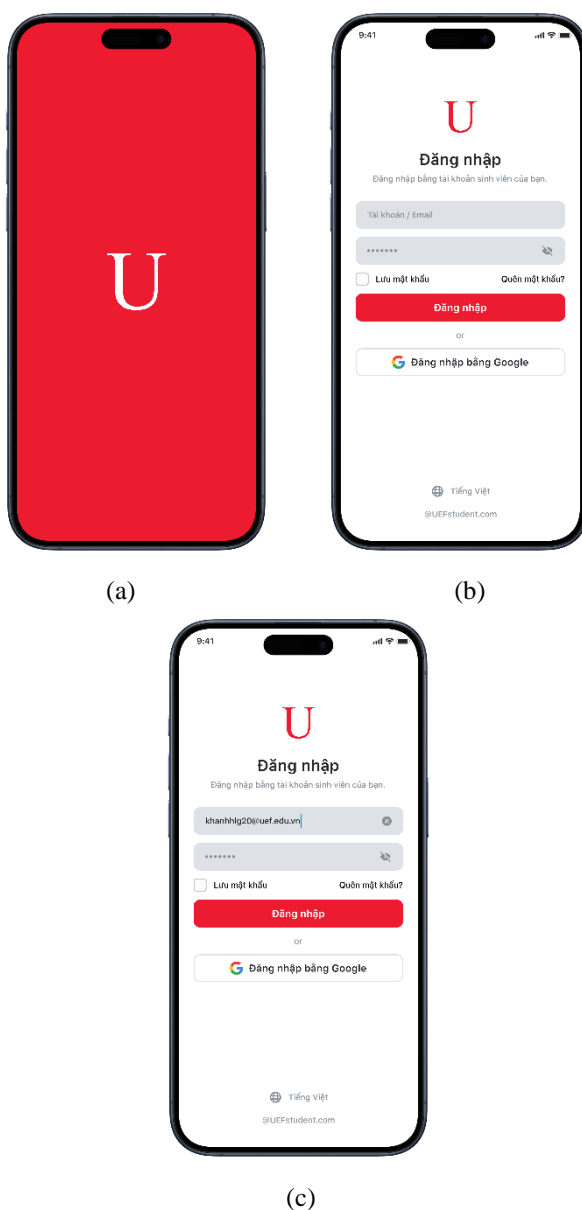 U
(a)
9:41
U
Đăng nhập
Đăng nhập bằng tài khoản sinh viên của bạn.
Tài khoản / Email
•••••••
Lưu mật khẩu Quên mật khẩu?
Đăng nhập
or
Đăng nhập bằng Google
Tiếng Việt
@UEFstudent.com
(b)
9:41
U
Đăng nhập
Đăng nhập bằng tài khoản sinh viên của bạn.
khanhhlg20@uef.edu.vn
•••••••
Lưu mật khẩu Quên mật khẩu?
Đăng nhập
or
Đăng nhập bằng Google
Tiếng Việt
@UEFstudent.com
(c)